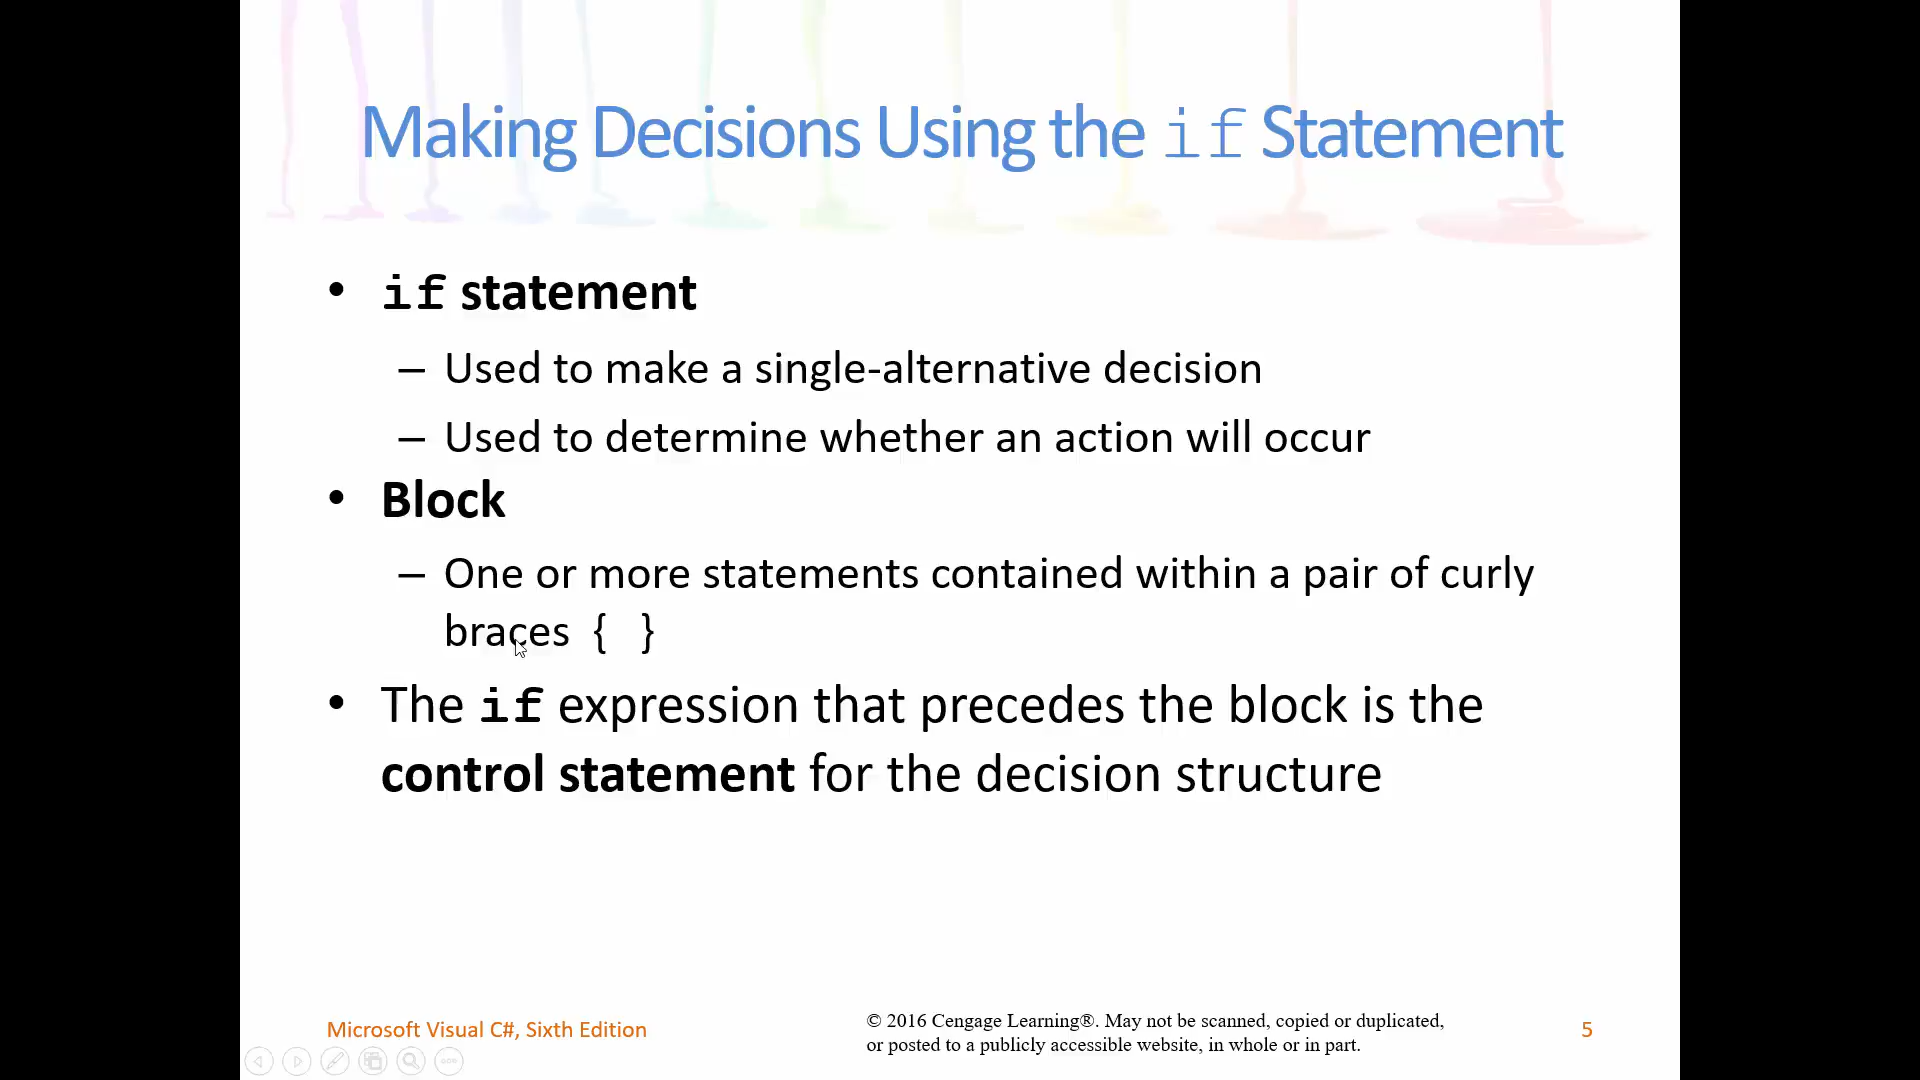 Making Decisions Using the if Statement
• if statement
– Used to make a single-alternative decision
– Used to determine whether an action will occur
• Block
– One or more statements contained within a pair of curly
braces { }
• The if expression that precedes the block is the
control statement for the decision structure
Microsoft Visual C#, Sixth Edition
© 2016 Cengage Learning®. May not be scanned, copied or duplicated,
or posted to a publicly accessible website, in whole or in part.
5